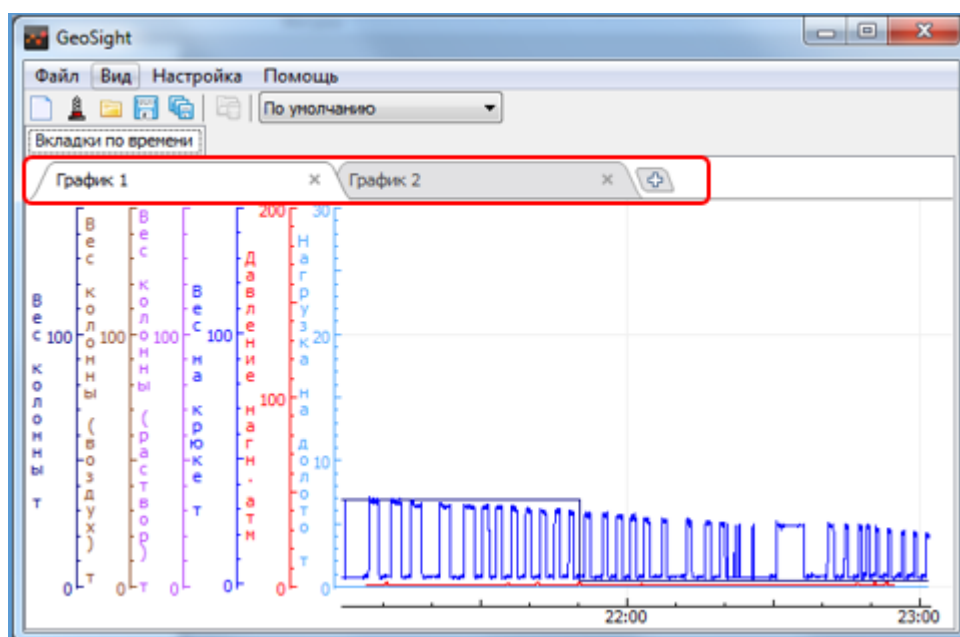 GeoSight
Файл Вид Настройка Помощь
По умолчанию
Вкладки по времени
График 1 График 2
Вес колонны т
100
0
Вес колонны (воздух) т
100
0
Вес колонны (раствор) т
100
0
Вес на крюке т
100
0
Давление нагн. атм
200
100
0
Нагрузка на долото т
30
20
10
0
22:00 23:00